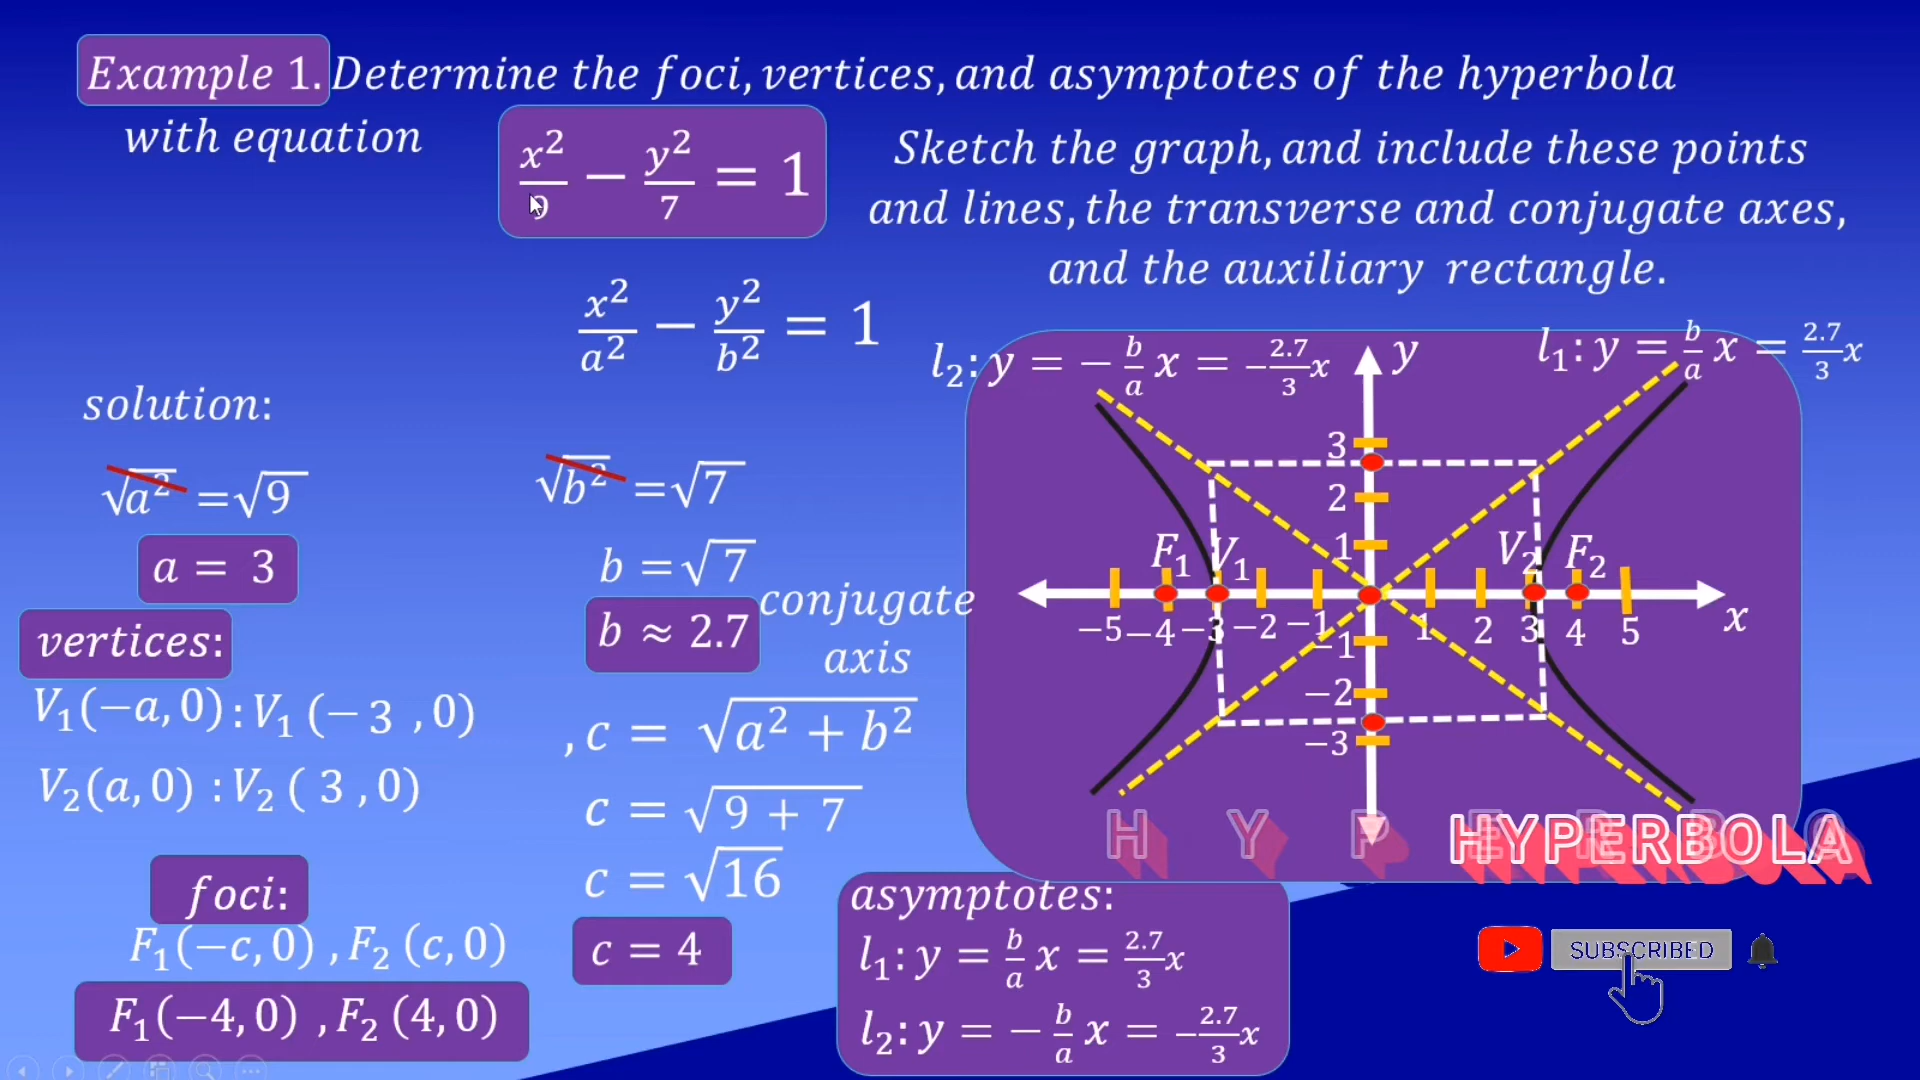 Example 1. Determine the foci, vertices, and asymptotes of the hyperbola
with equation
x²/9 − y²/7 = 1
Sketch the graph, and include these points
and lines, the transverse and conjugate axes,
and the auxiliary rectangle.
x²/a² − y²/b² = 1
solution:
√a² = √9
a = 3
√b² = √7
b = √7
b ≈ 2.7
conjugate
axis
vertices:
V₁(−a, 0) : V₁ (−3 , 0)
V₂(a, 0) : V₂ ( 3 , 0)
, c = √a² + b²
c = √9 + 7
c = √16
c = 4
foci:
F₁(−c, 0) , F₂ (c, 0)
F₁(−4, 0) , F₂ (4, 0)
l₂: y = − b/a x = −2.7/3 x
l₁: y = b/a x = 2.7/3 x
y
3
2
1
F₁ V₁ V₂ F₂
x
−5 −4 −3 −2 −1 1 2 3 4 5
−1
−2
−3
H Y P E R B O L A
HYPERBOLA
asymptotes:
l₁: y = b/a x = 2.7/3 x
l₂: y = − b/a x = −2.7/3 x
SUBSCRIBED